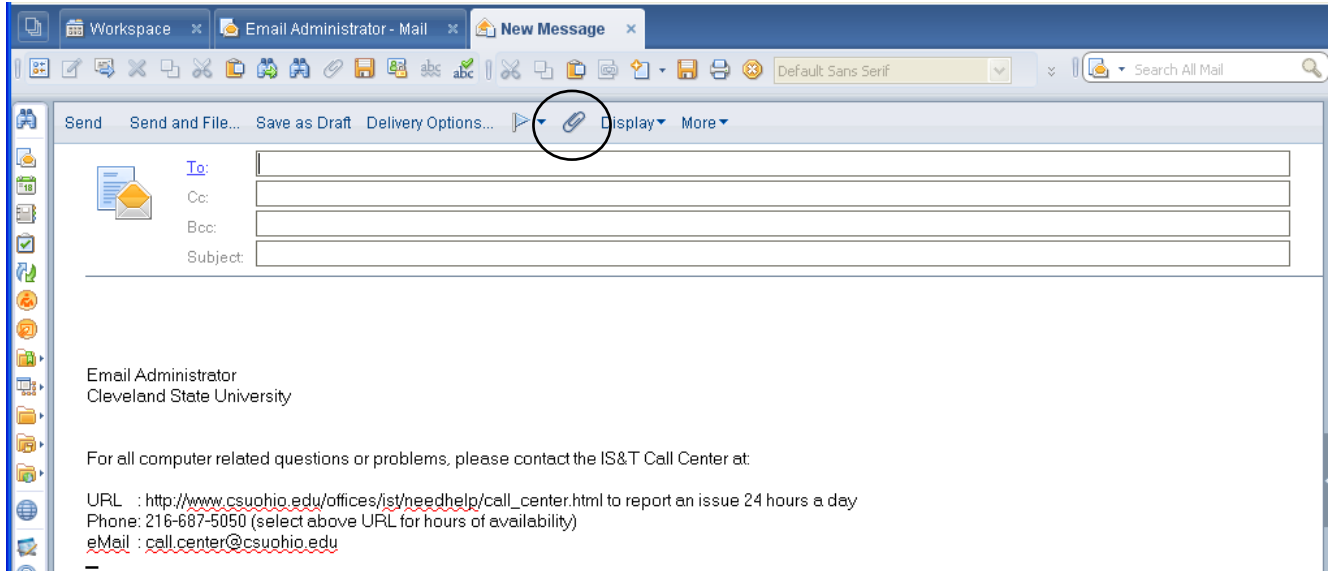 Workspace Email Administrator - Mail New Message
abc abc Default Sans Serif Search All Mail
Send Send and File... Save as Draft Delivery Options... Display More
To:
18
Cc:
Bcc:
Subject:
Email Administrator
Cleveland State University
For all computer related questions or problems, please contact the IS&T Call Center at:
URL : http://www.csuohio.edu/offices/ist/needhelp/call_center.html to report an issue 24 hours a day
Phone: 216-687-5050 (select above URL for hours of availability)
eMail : call.center@csuohio.edu